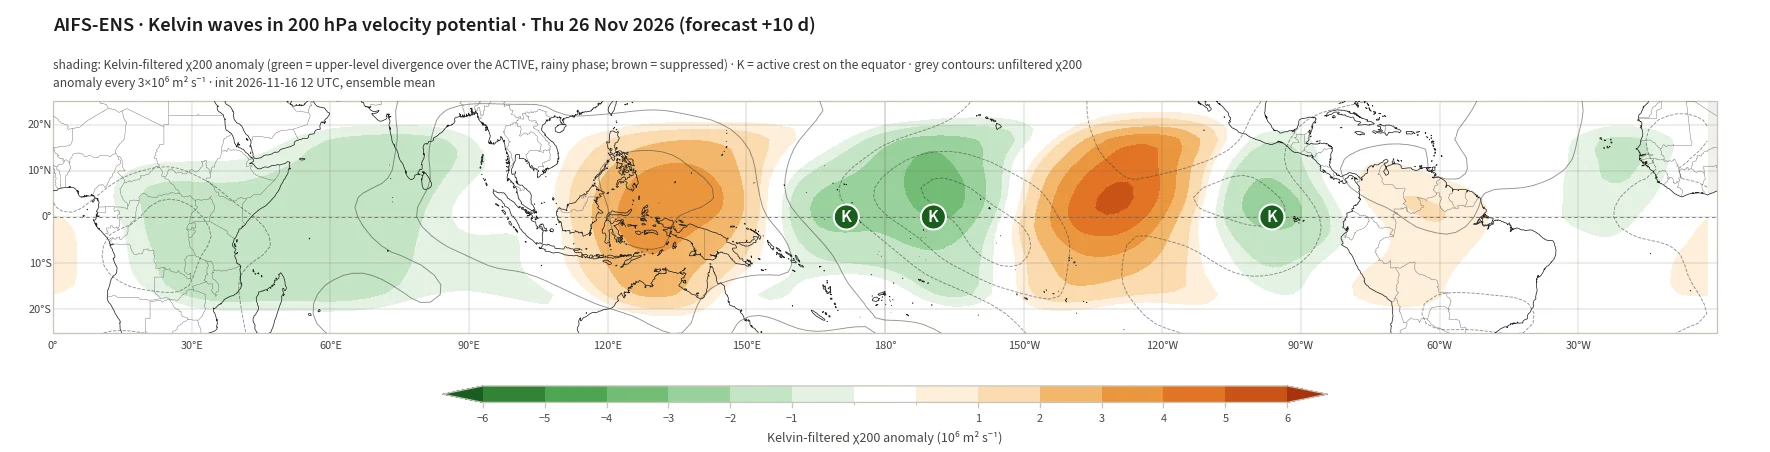 AIFS-ENS · Kelvin waves in 200 hPa velocity potential · Thu 26 Nov 2026 (forecast +10 d)
shading: Kelvin-filtered χ200 anomaly (green = upper-level divergence over the ACTIVE, rainy phase; brown = suppressed) · K = active crest on the equator · grey contours: unfiltered χ200
anomaly every 3×10⁶ m² s⁻¹ · init 2026-11-16 12 UTC, ensemble mean
20°N
10°N
0°
10°S
20°S
K K K
0° 30°E 60°E 90°E 120°E 150°E 180° 150°W 120°W 90°W 60°W 30°W
−6 −5 −4 −3 −2 −1 1 2 3 4 5 6
Kelvin-filtered χ200 anomaly (10⁶ m² s⁻¹)